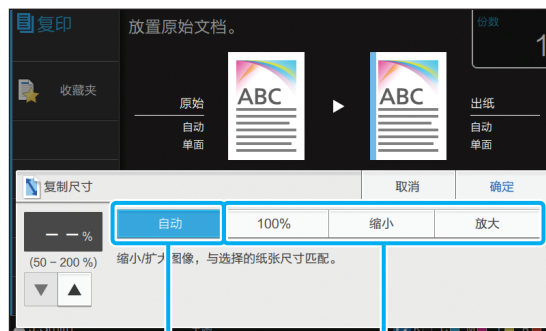 复印
放置原始文档。
份数
1
收藏夹
ABC
ABC
原始
自动
单面
出纸
自动
单面
复制尺寸
取消
确定
－－%
(50－200 %)
自动
100%
缩小
放大
缩小/扩大图像，与选择的纸张尺寸匹配。